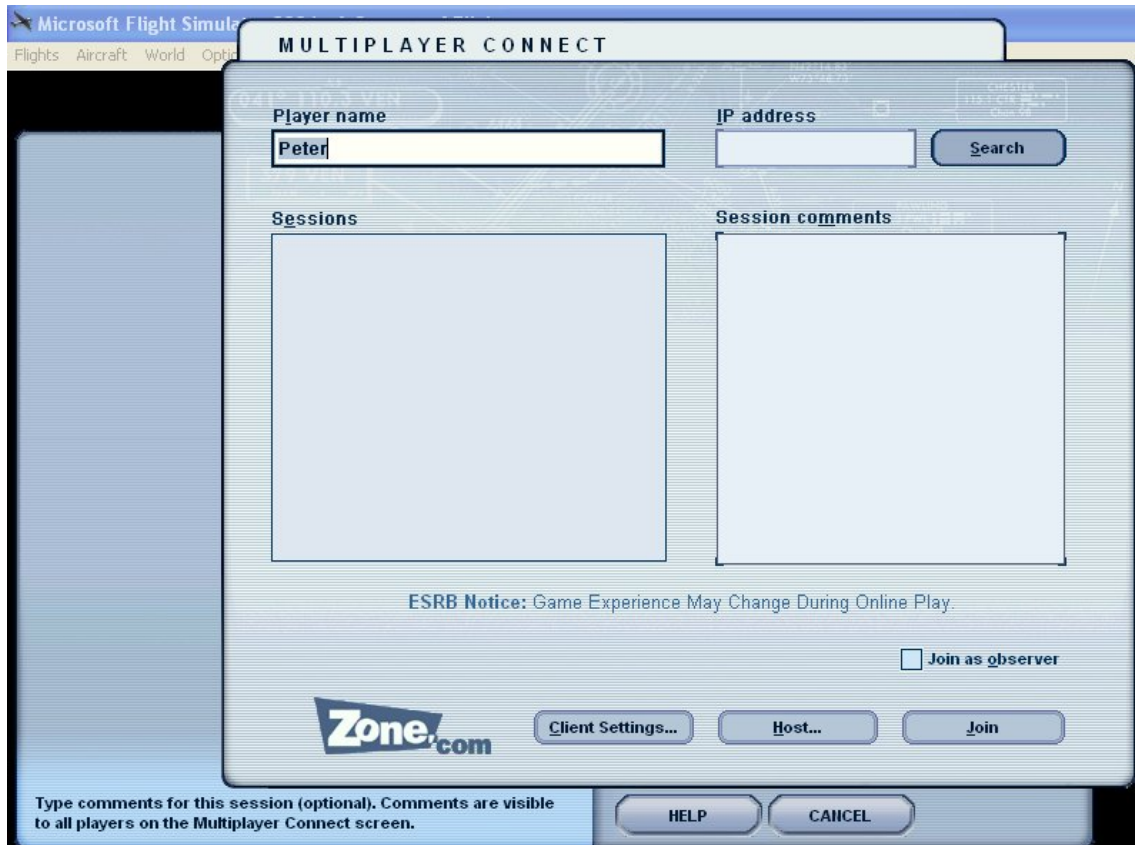 Microsoft Flight Simula
MULTIPLAYER CONNECT
Flights Aircraft World Optio
Player name
IP address
Peter
Search
Sessions
Session comments
ESRB Notice: Game Experience May Change During Online Play.
Join as observer
Zone.com
Client Settings...
Host...
Join
Type comments for this session (optional). Comments are visible
to all players on the Multiplayer Connect screen.
HELP
CANCEL